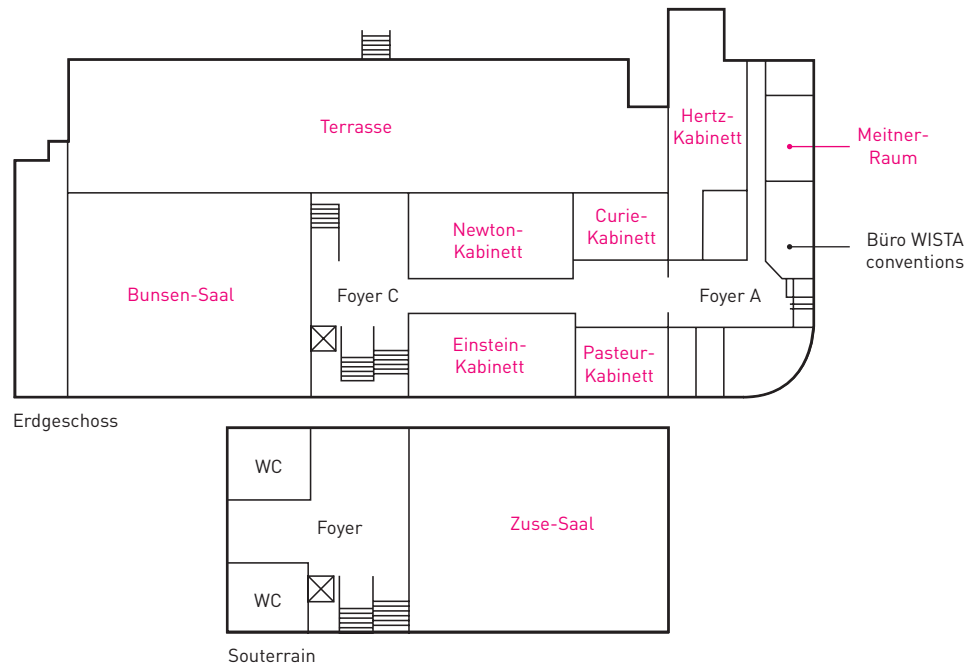 Terrasse
Hertz-
Kabinett
Meitner-
Raum
Newton-
Kabinett
Curie-
Kabinett
Büro WISTA
conventions
Bunsen-Saal
Foyer C
Foyer A
Einstein-
Kabinett
Pasteur-
Kabinett
Erdgeschoss
WC
Foyer
Zuse-Saal
WC
Souterrain